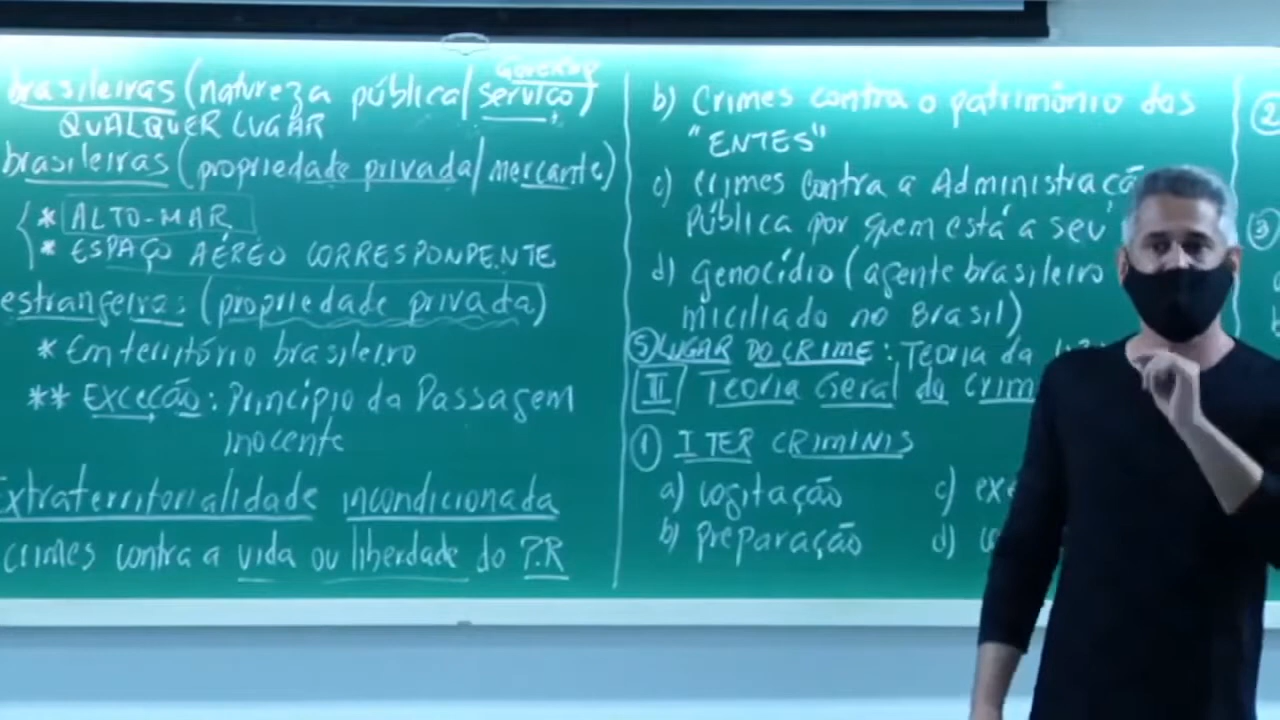 brasileiras (natureza pública/serviço)
GOVERNO
QUALQUER LUGAR
brasileiras (propriedade privada/mercante)
* ALTO-MAR
* ESPAÇO AÉREO CORRESPONDENTE
estrangeiras: (propriedade privada)
* Em território brasileiro
** EXCEÇÃO: Princípio da Passagem
inocente
Extraterritorialidade incondicionada
crimes contra a vida ou liberdade do P.R
b) Crimes contra o patrimônio dos
"ENTES"
c) crimes contra a Administração
pública por quem está a seu
d) genocídio (agente brasileiro
miciliado no Brasil)
5) LUGAR DO CRIME: Teoria da
II Teoria Geral do Crim
1 ITER CRIMINIS
a) cogitação
b) preparação
c) exe
d)
2
3